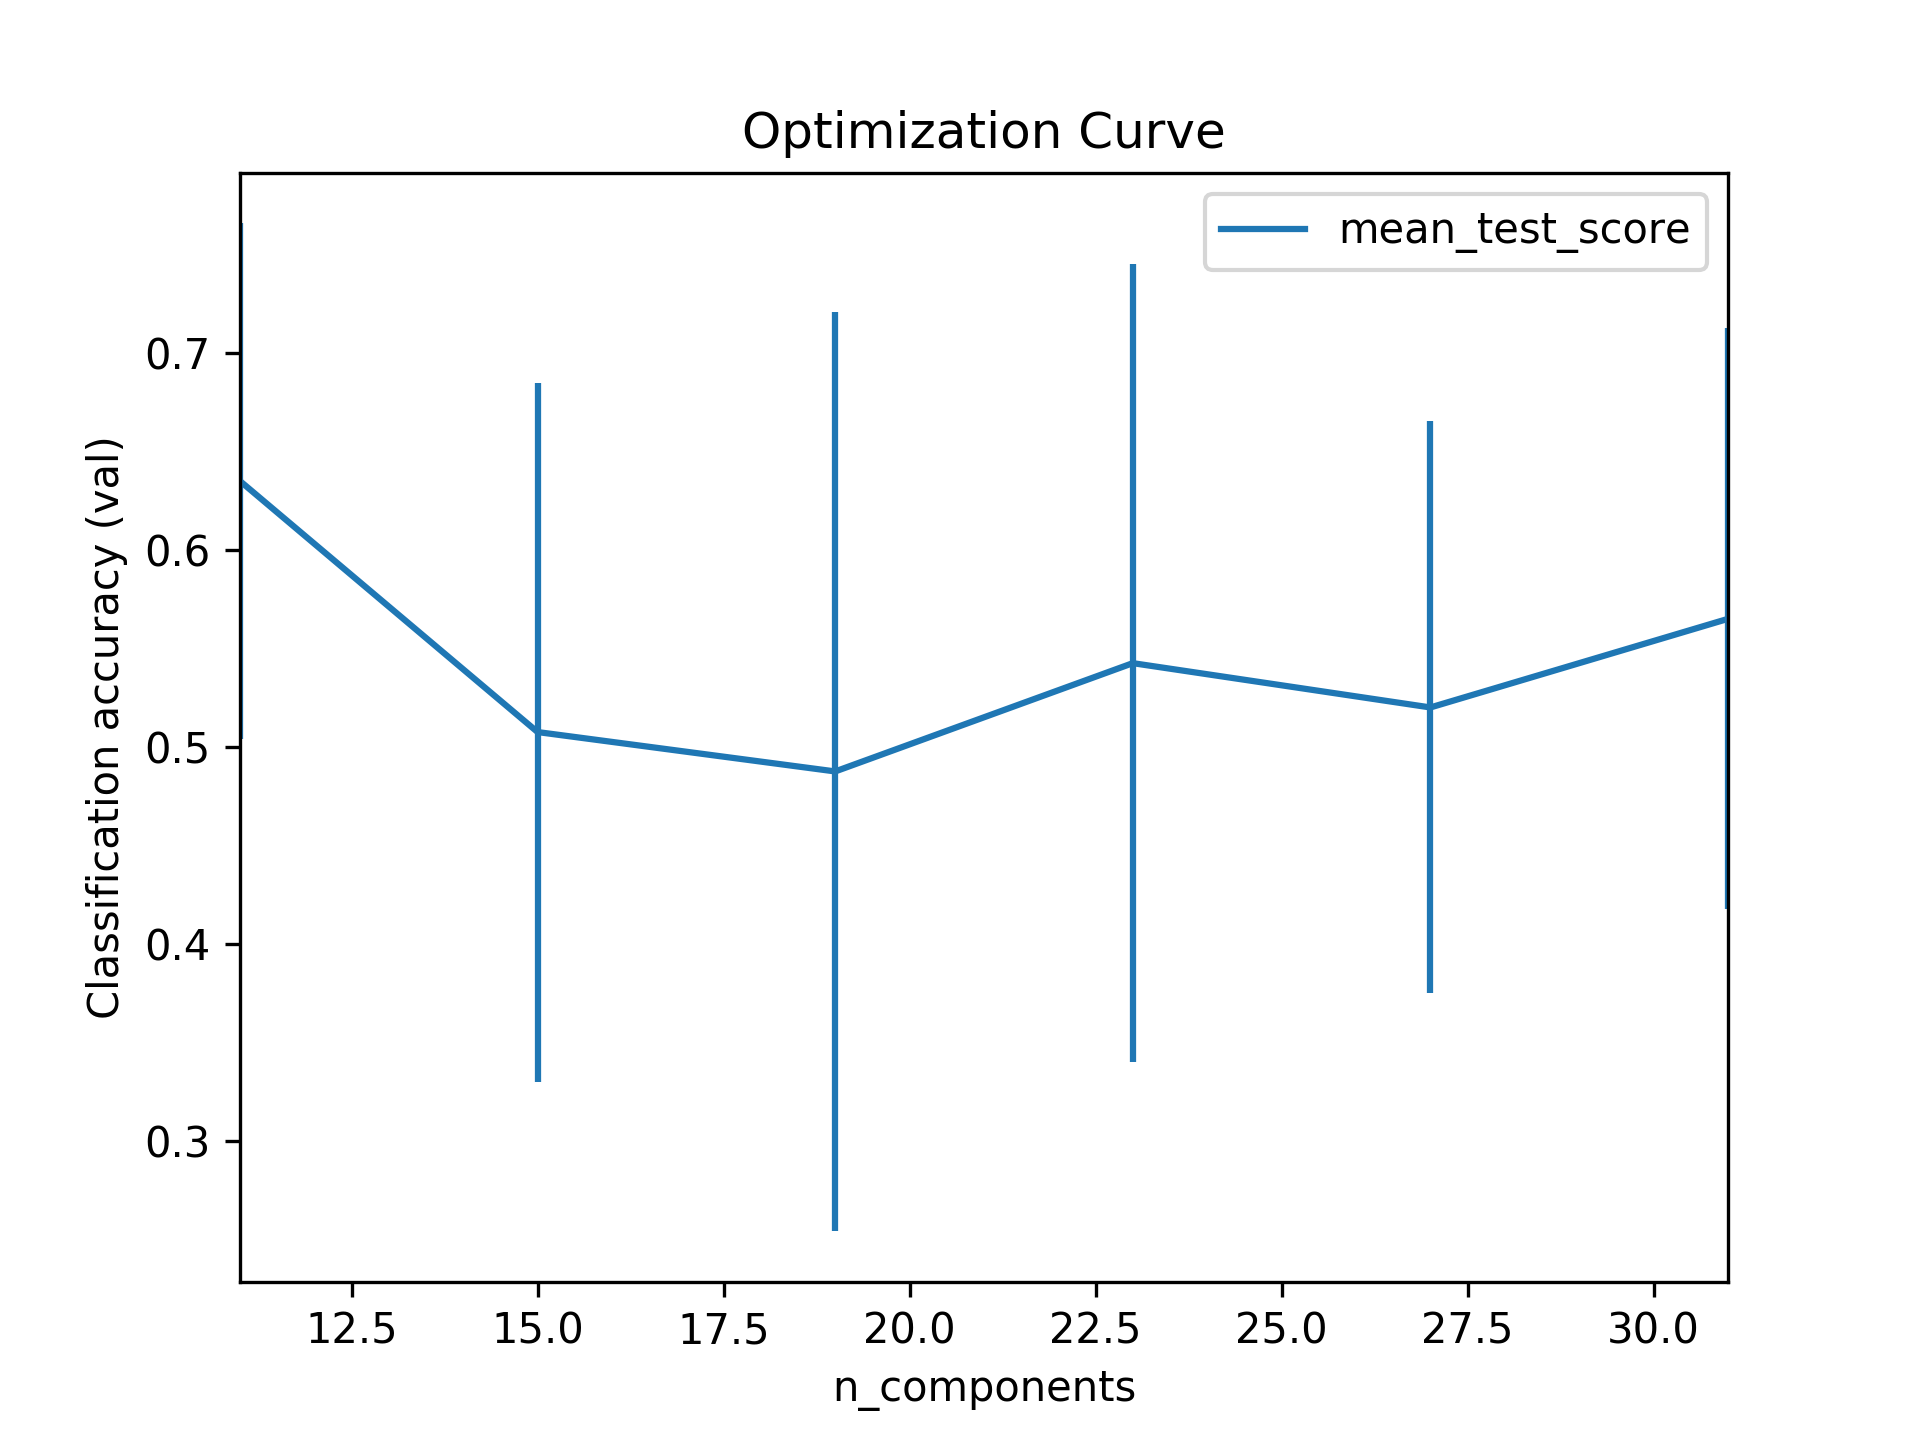 Optimization Curve
mean_test_score
Classification accuracy (val)
0.7
0.6
0.5
0.4
0.3
12.5 15.0 17.5 20.0 22.5 25.0 27.5 30.0
n_components